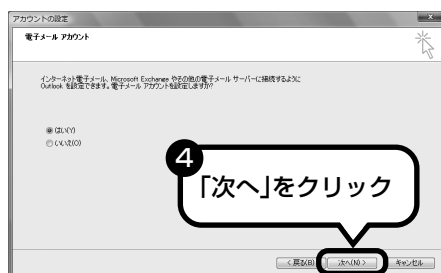 アカウントの設定
電子メール アカウント
インターネット電子メール、Microsoft Exchange やその他の電子メール サーバーに接続するように
Outlook を設定できます。電子メール アカウントを設定しますか?
はい(Y)
いいえ(O)
4
「次へ」をクリック
< 戻る(B)
次へ(N) >
キャンセル